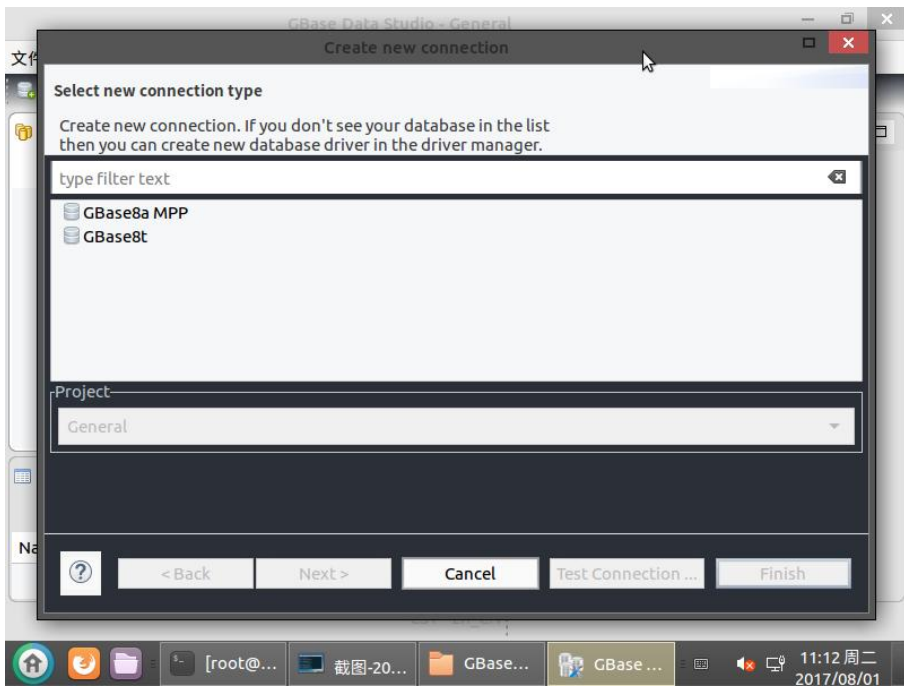 GBase Data Studio - General
Create new connection
文件
Select new connection type
Create new connection. If you don't see your database in the list
then you can create new database driver in the driver manager.
type filter text
GBase8a MPP
GBase8t
Project
General
Na
?
< Back
Next >
Cancel
Test Connection ...
Finish
[root@...
截图-20...
GBase...
GBase ...
11:12 周二
2017/08/01